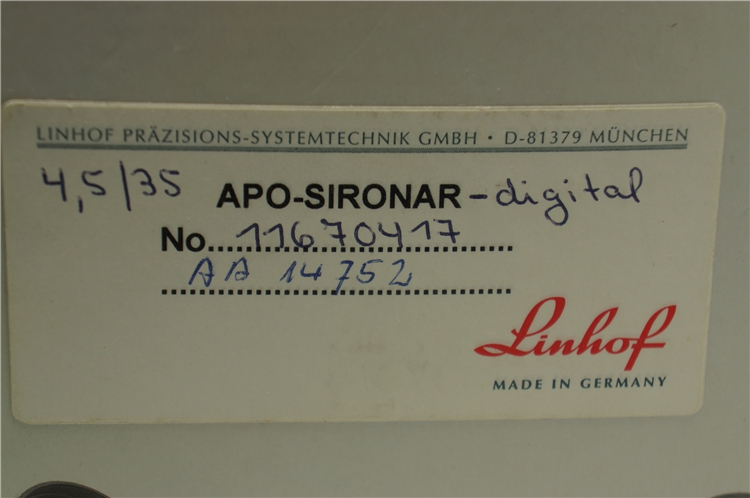 LINHOF PRÄZISIONS-SYSTEMTECHNIK GMBH · D-81379 MÜNCHEN
4,5/35 APO-SIRONAR-digital
No. 11670417
AA 14752
Linhof
MADE IN GERMANY